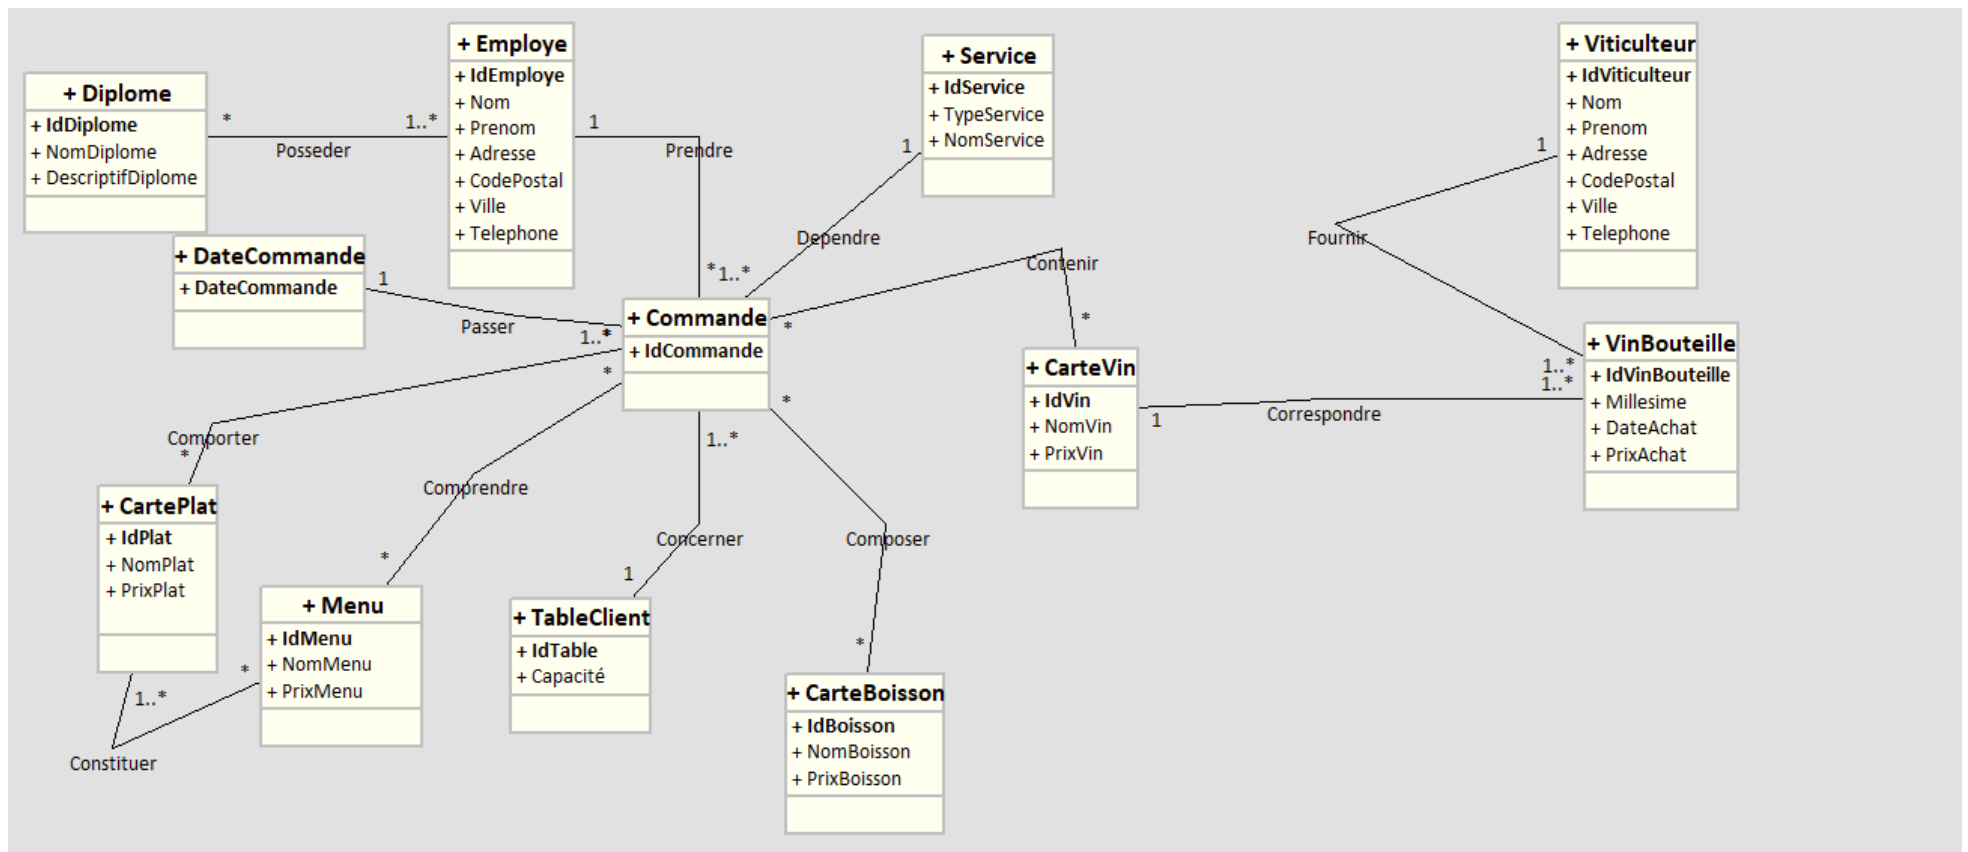 + Diplome
+ IdDiplome
+ NomDiplome
+ DescriptifDiplome
*
1..*
Posseder
+ Employe
+ IdEmploye
+ Nom
+ Prenom
+ Adresse
+ CodePostal
+ Ville
+ Telephone
1
Prendre
*
+ Service
+ IdService
+ TypeService
+ NomService
1
Dependre
1..*
+ Viticulteur
+ IdViticulteur
+ Nom
+ Prenom
+ Adresse
+ CodePostal
+ Ville
+ Telephone
1
Fournir
1..*
+ DateCommande
+ DateCommande
1
Passer
1..*
+ Commande
+ IdCommande
*
Contenir
*
+ CarteVin
+ IdVin
+ NomVin
+ PrixVin
1
Correspondre
1..*
+ VinBouteille
+ IdVinBouteille
+ Millesime
+ DateAchat
+ PrixAchat
*
Comporter
*
+ CartePlat
+ IdPlat
+ NomPlat
+ PrixPlat
1..*
Constituer
*
*
Comprendre
*
+ Menu
+ IdMenu
+ NomMenu
+ PrixMenu
1..*
Concerner
1
+ TableClient
+ IdTable
+ Capacité
*
Composer
*
+ CarteBoisson
+ IdBoisson
+ NomBoisson
+ PrixBoisson